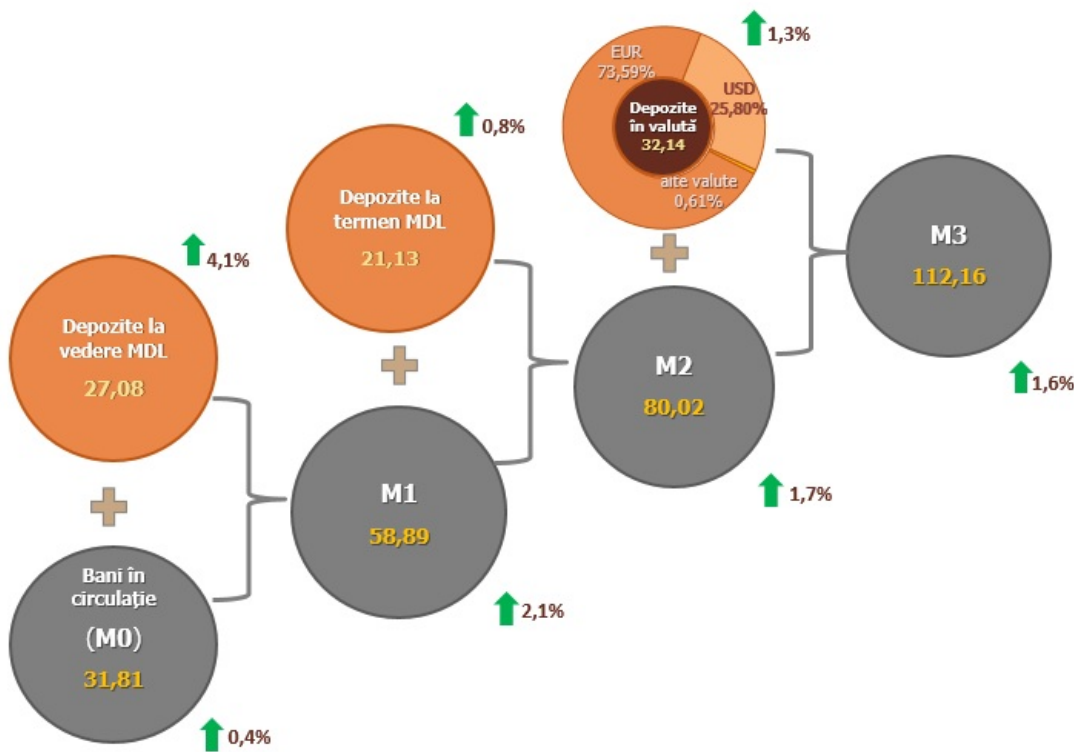 1,3%
EUR
73,59%
USD
25,80%
Depozite
în valută
32,14
alte valute
0,61%
0,8%
Depozite la
termen MDL
21,13
M3
112,16
4,1%
Depozite la
vedere MDL
27,08
M2
80,02
1,6%
M1
58,89
1,7%
Bani în
circulație
(M0)
31,81
2,1%
0,4%